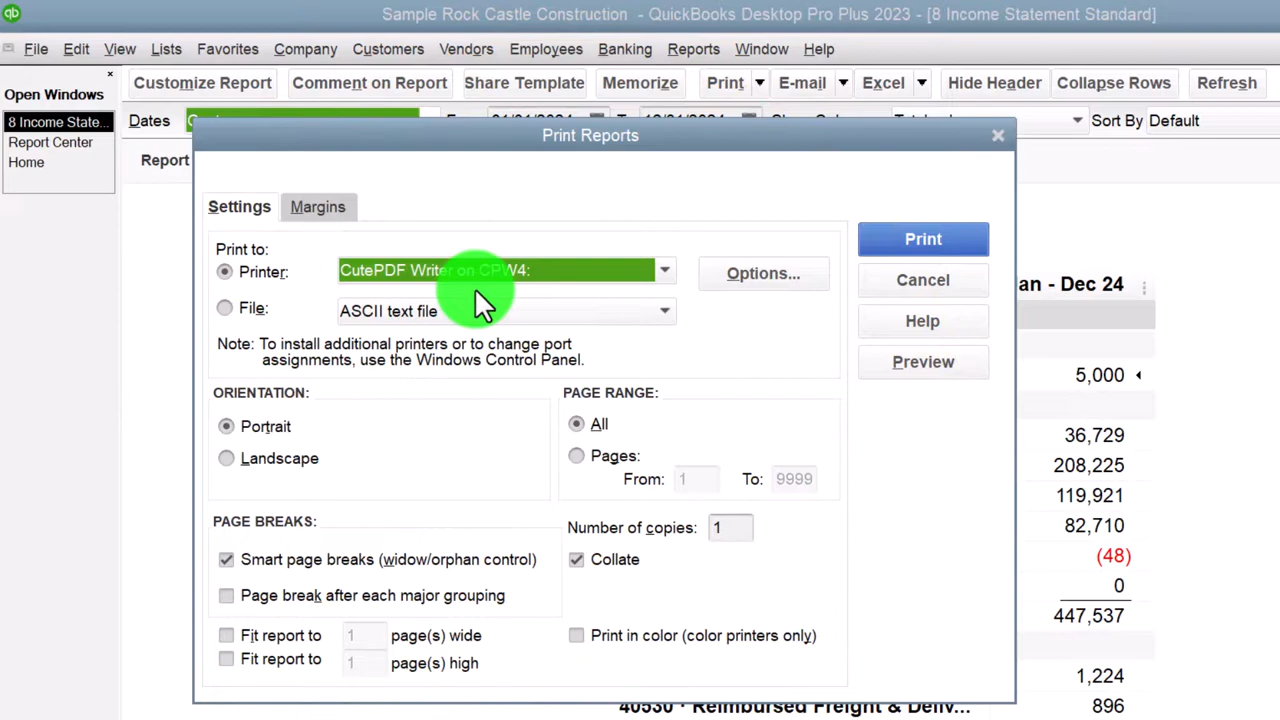 qb
Sample Rock Castle Construction - QuickBooks Desktop Pro Plus 2023 - [8 Income Statement Standard]
File Edit View Lists Favorites Company Customers Vendors Employees Banking Reports Window Help
Customize Report Comment on Report Share Template Memorize Print E-mail Excel Hide Header Collapse Rows Refresh
Open Windows
8 Income State...
Report Center
Home
Dates
Sort By Default
Report
Print Reports
Settings Margins
Print to:
Printer: CutePDF Writer on CPW4: Options...
File: ASCII text file
Note: To install additional printers or to change port
assignments, use the Windows Control Panel.
Print
Cancel
Help
Preview
ORIENTATION:
Portrait
Landscape
PAGE RANGE:
All
Pages:
From: 1 To: 9999
PAGE BREAKS:
Smart page breaks (widow/orphan control)
Page break after each major grouping
Number of copies: 1
Collate
Fit report to 1 page(s) wide
Fit report to 1 page(s) high
Print in color (color printers only)
an - Dec 24
5,000
36,729
208,225
119,921
82,710
(48)
0
447,537
1,224
40530 · Reimbursed Freight & Deliv... 896